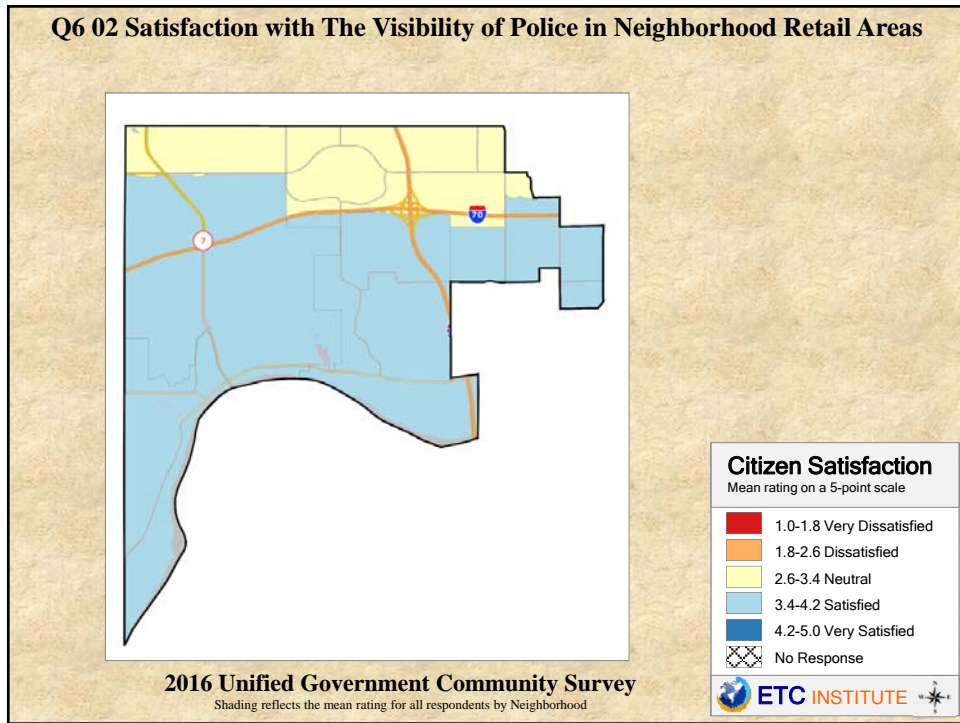 Q6 02 Satisfaction with The Visibility of Police in Neighborhood Retail Areas
70
7
Citizen Satisfaction
Mean rating on a 5-point scale
1.0-1.8 Very Dissatisfied
1.8-2.6 Dissatisfied
2.6-3.4 Neutral
3.4-4.2 Satisfied
4.2-5.0 Very Satisfied
No Response
ETC INSTITUTE
2016 Unified Government Community Survey
Shading reflects the mean rating for all respondents by Neighborhood